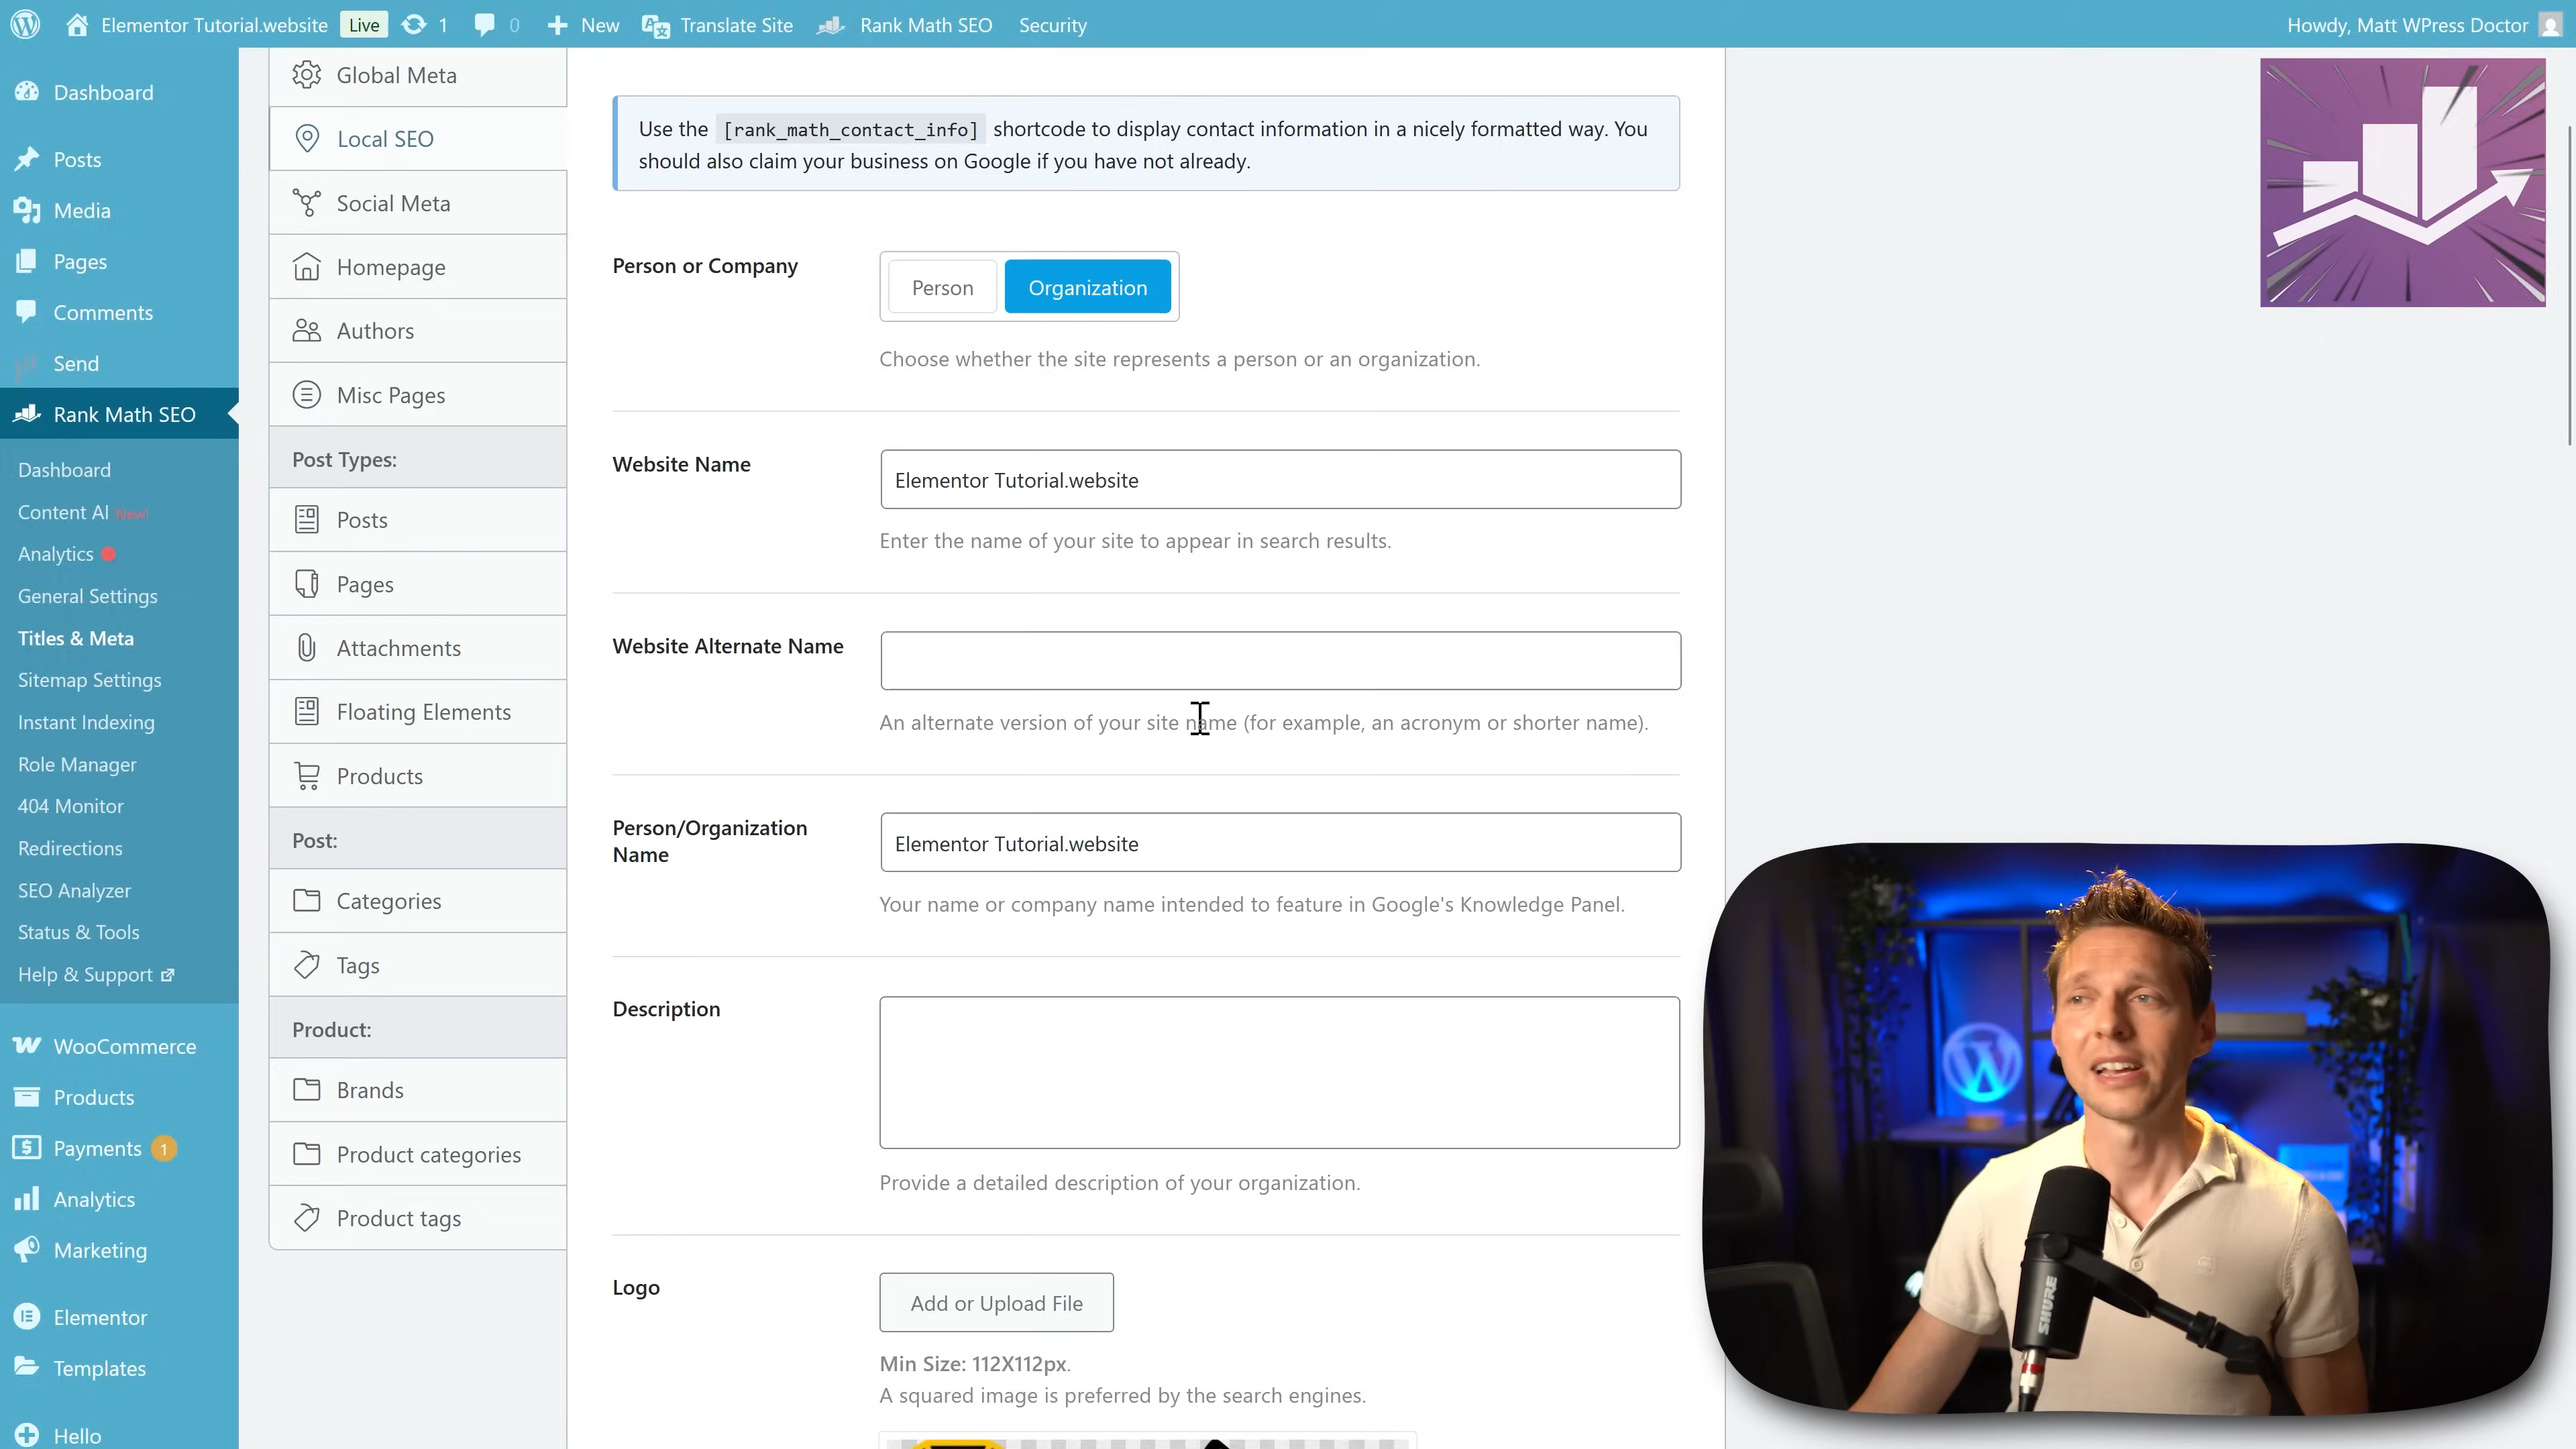 Elementor Tutorial.website Live 1 0 New Translate Site Rank Math SEO Security Howdy, Matt WPress Doctor
Dashboard
Posts
Media
Pages
Comments
Send
Rank Math SEO
Dashboard
Content AI New!
Analytics
General Settings
Titles & Meta
Sitemap Settings
Instant Indexing
Role Manager
404 Monitor
Redirections
SEO Analyzer
Status & Tools
Help & Support
WooCommerce
Products
Payments 1
Analytics
Marketing
Elementor
Templates
Hello
Global Meta
Local SEO
Social Meta
Homepage
Authors
Misc Pages
Post Types:
Posts
Pages
Attachments
Floating Elements
Products
Post:
Categories
Tags
Product:
Brands
Product categories
Product tags
Use the [rank_math_contact_info] shortcode to display contact information in a nicely formatted way. You
should also claim your business on Google if you have not already.
Person or Company
Person Organization
Choose whether the site represents a person or an organization.
Website Name
Elementor Tutorial.website
Enter the name of your site to appear in search results.
Website Alternate Name
An alternate version of your site name (for example, an acronym or shorter name).
Person/Organization
Name
Elementor Tutorial.website
Your name or company name intended to feature in Google's Knowledge Panel.
Description
Provide a detailed description of your organization.
Logo
Add or Upload File
Min Size: 112X112px.
A squared image is preferred by the search engines.
SHURE